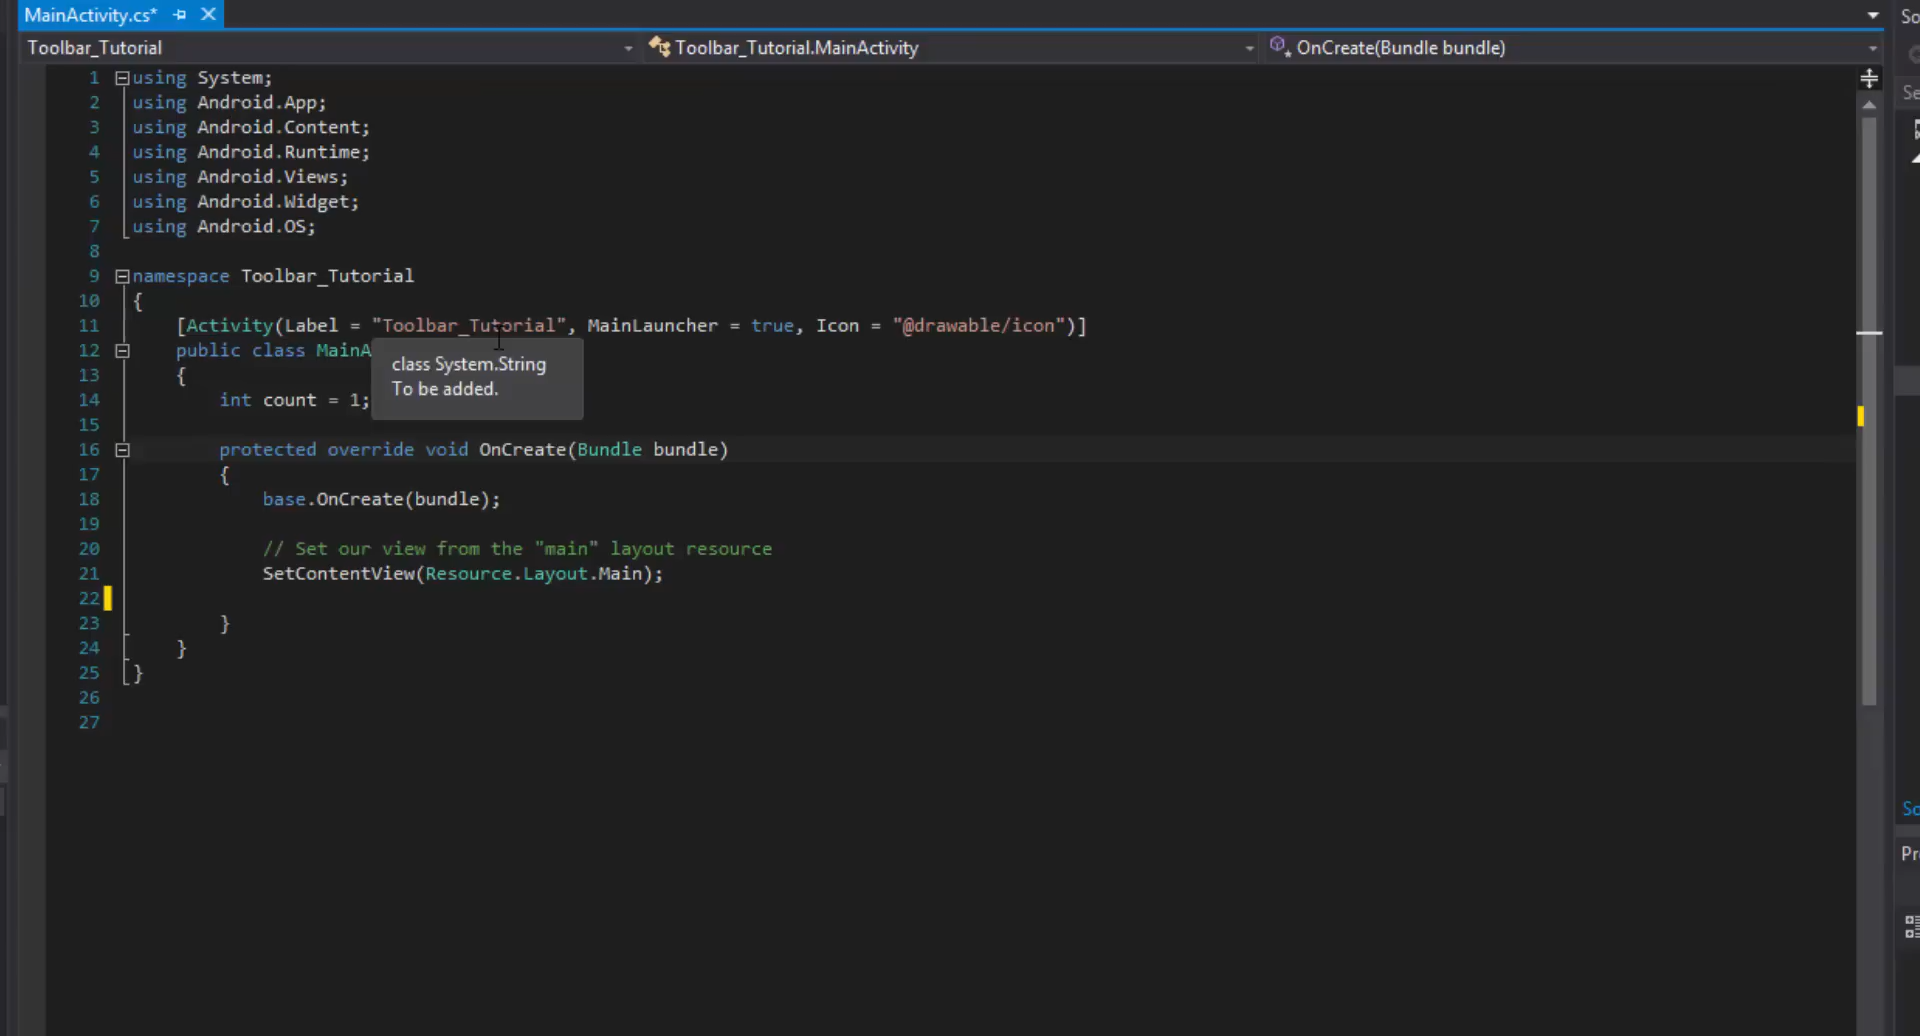 MainActivity.cs*
So
Toolbar_Tutorial
Toolbar_Tutorial.MainActivity
OnCreate(Bundle bundle)
Se
1 using System;
2 using Android.App;
3 using Android.Content;
4 using Android.Runtime;
5 using Android.Views;
6 using Android.Widget;
7 using Android.OS;
8
9 namespace Toolbar_Tutorial
10 {
11 [Activity(Label = "Toolbar_Tutorial", MainLauncher = true, Icon = "@drawable/icon")]
12 public class MainA
class System.String
To be added.
13 {
14 int count = 1;
15
16 protected override void OnCreate(Bundle bundle)
17 {
18 base.OnCreate(bundle);
19
20 // Set our view from the "main" layout resource
21 SetContentView(Resource.Layout.Main);
22
23 }
24 }
25 }
26
27
So
Pr